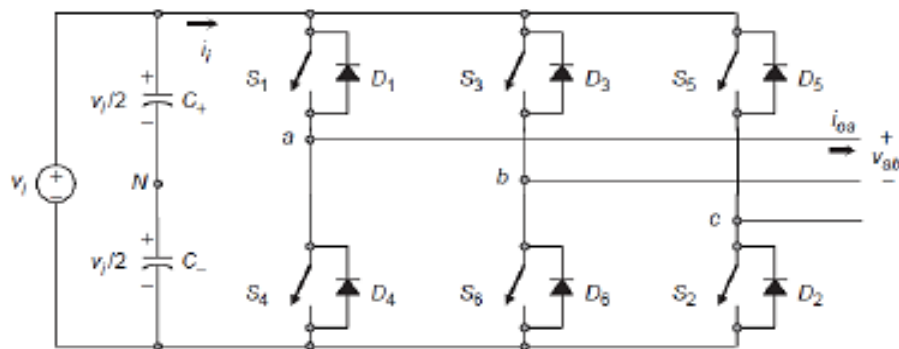 i_i
+
v_i/2 C_+
−
S_1 D_1 S_3 D_3 S_5 D_5
a
i_oa
+
v_ab
−
b
c
v_i
+
−
N
+
v_i/2 C_−
−
S_4 D_4 S_6 D_6 S_2 D_2